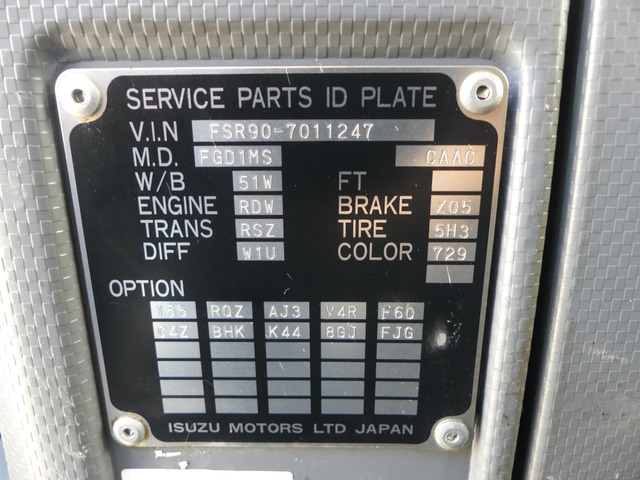 SERVICE PARTS ID PLATE
V.I.N FSR90-7011247
M.D. FGD1MS CAAC
W/B 51W FT
ENGINE RDW BRAKE Z05
TRANS RSZ TIRE 5H3
DIFF W1U COLOR 729
OPTION
RQZ AJ3 V4R F60
D4Z BHK K44 8GJ FJG
ISUZU MOTORS LTD JAPAN